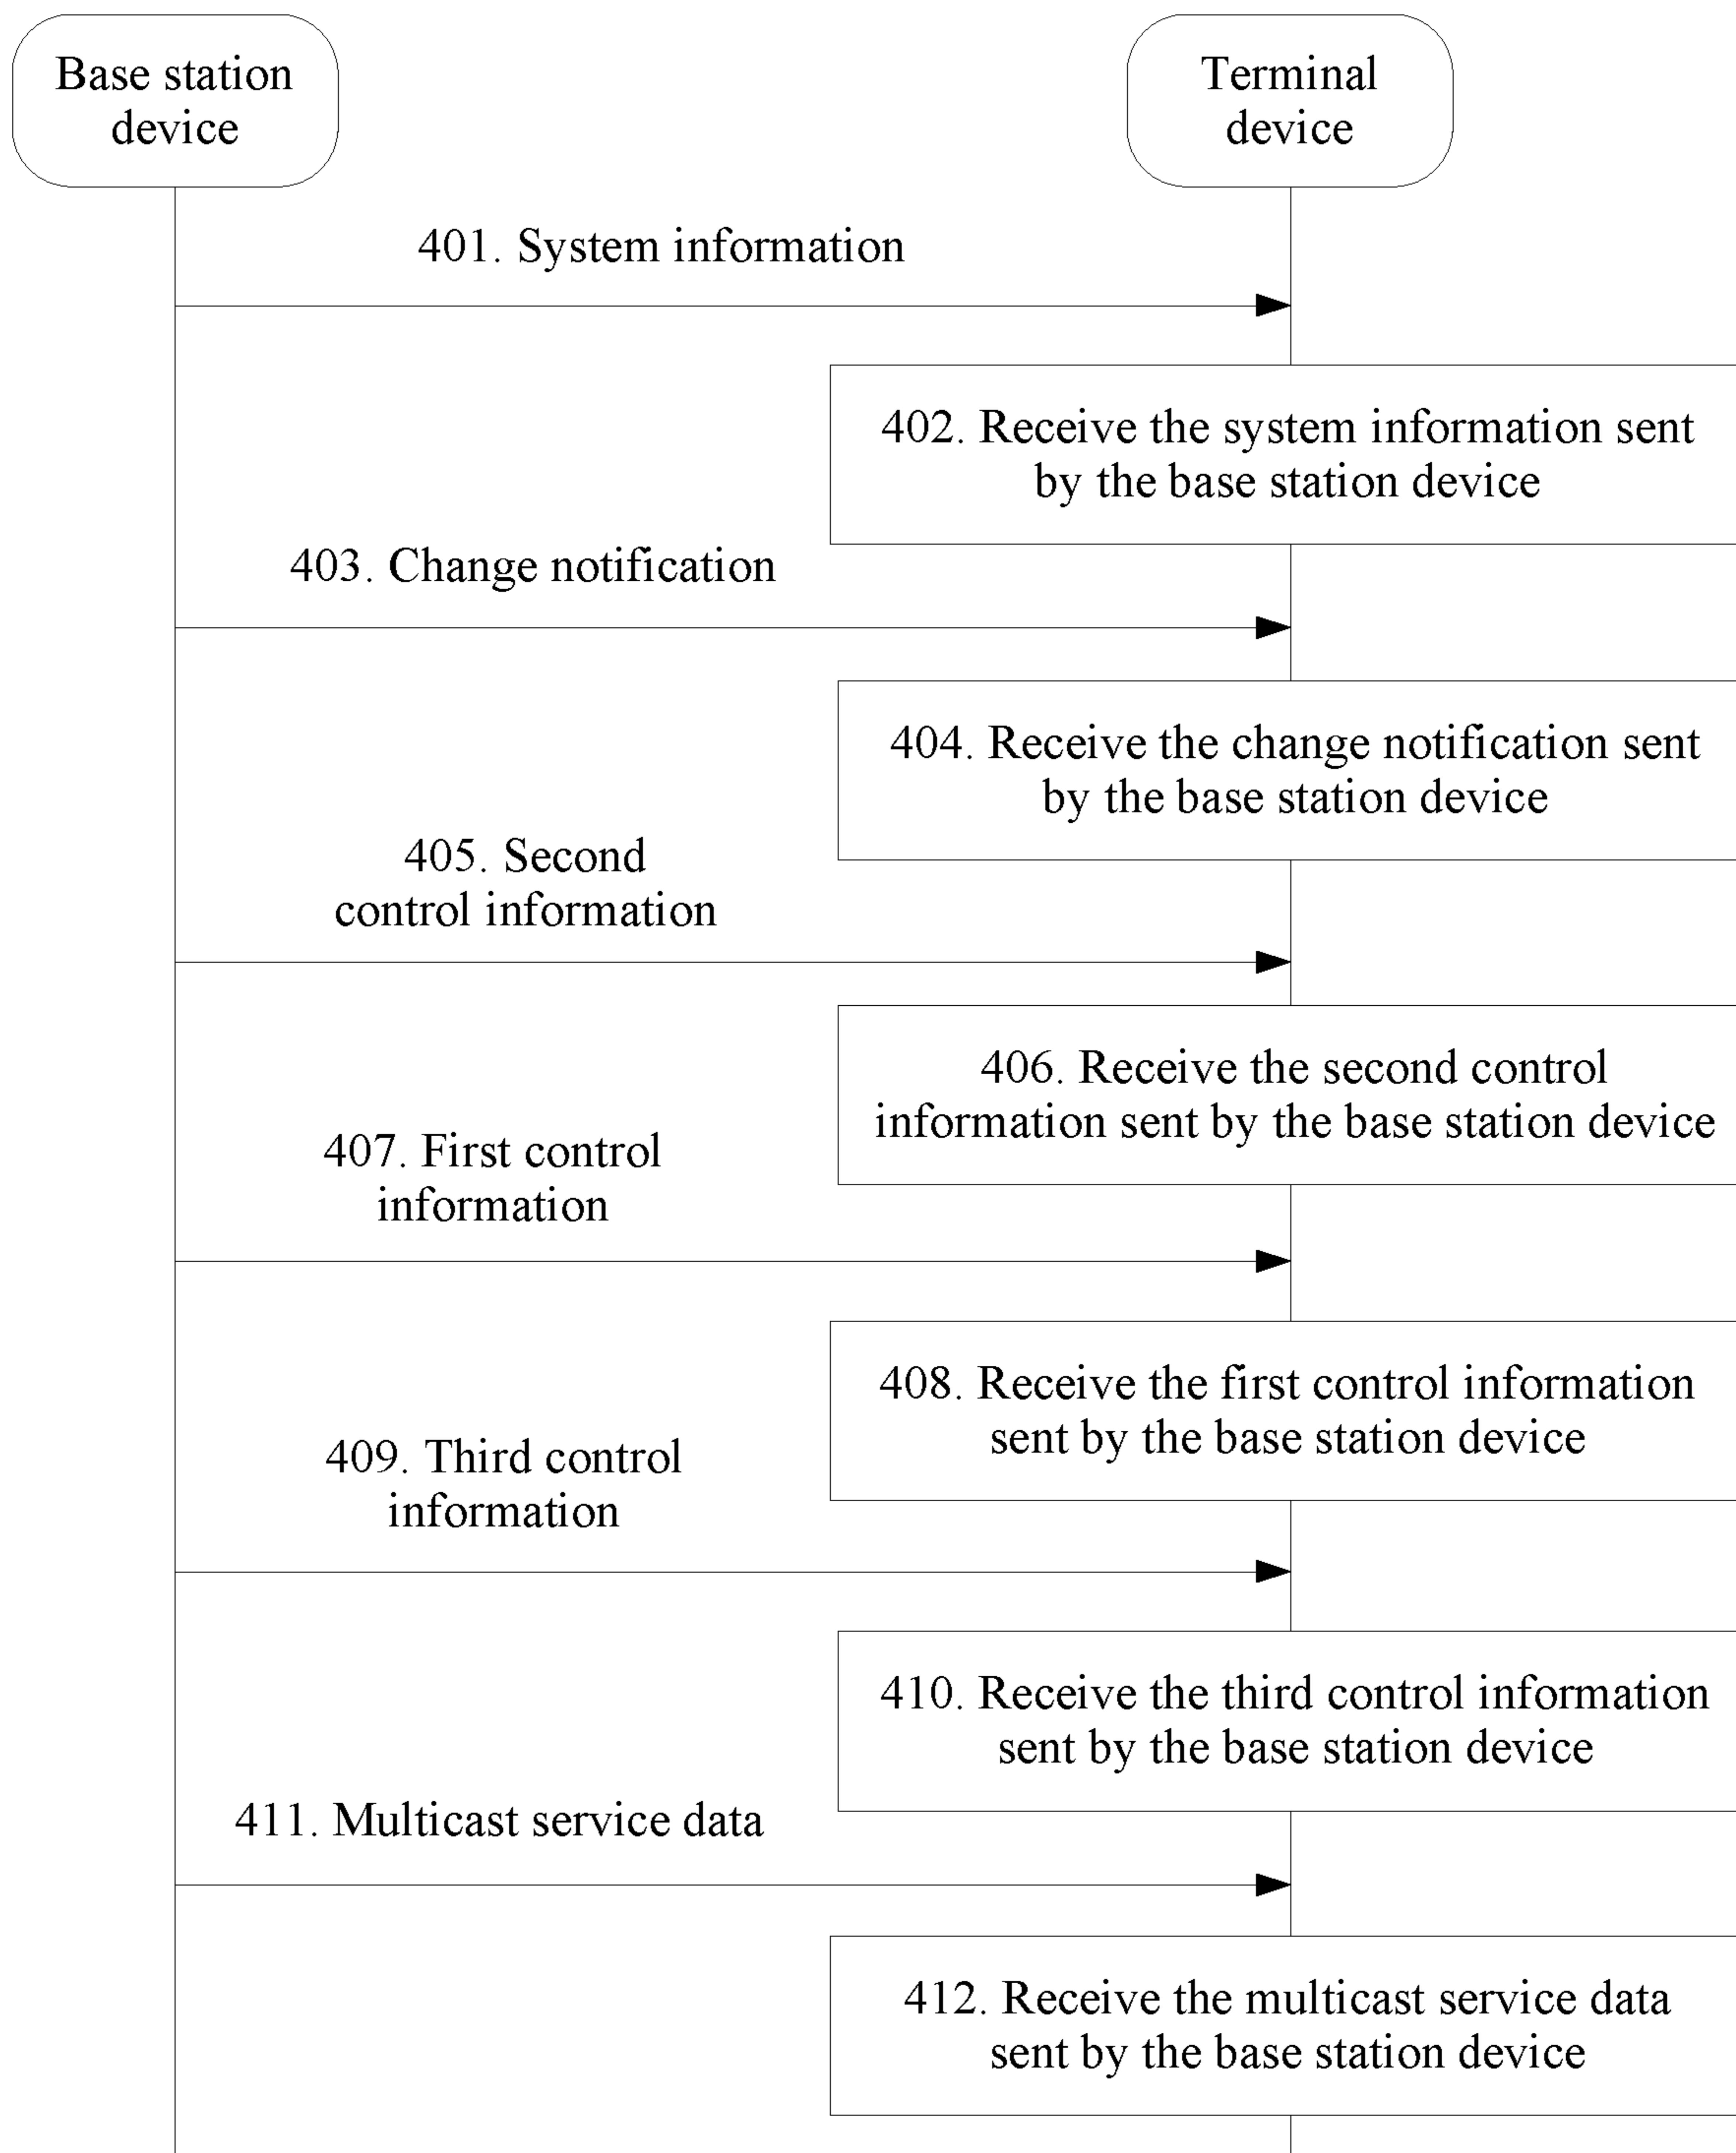 Base station
device
Terminal
device
401. System information
402. Receive the system information sent
by the base station device
403. Change notification
404. Receive the change notification sent
by the base station device
405. Second
control information
406. Receive the second control
information sent by the base station device
407. First control
information
408. Receive the first control information
sent by the base station device
409. Third control
information
410. Receive the third control information
sent by the base station device
411. Multicast service data
412. Receive the multicast service data
sent by the base station device